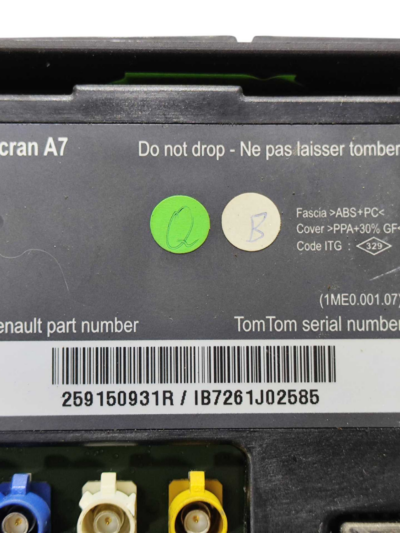 cran A7
Do not drop - Ne pas laisser tomber
Q
B
Fascia >ABS+PC<
Cover >PPA+30% GF<
Code ITG : 329
(1ME0.001.07)
enault part number
TomTom serial number
259150931R / IB7261J02585